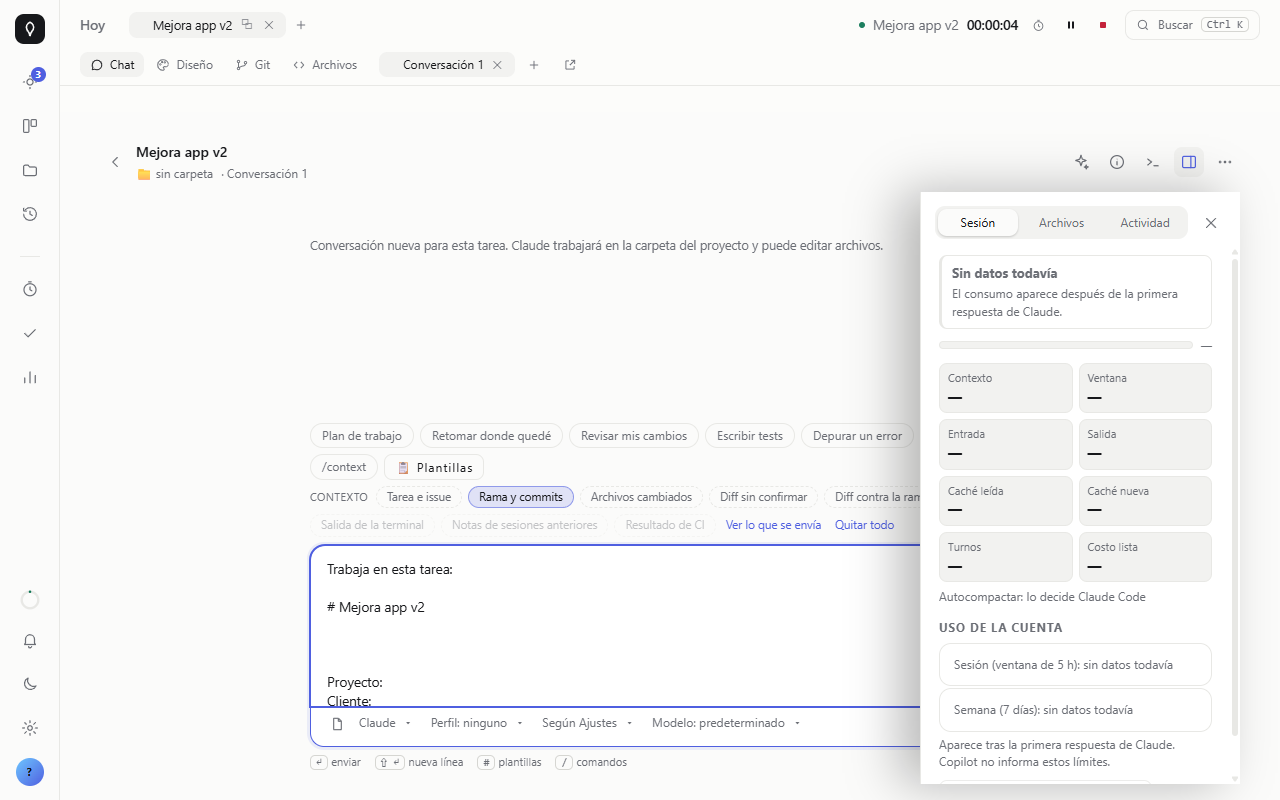 Hoy
Mejora app v2
Mejora app v2 00:00:04
Buscar Ctrl K
3
Chat
Diseño
Git
Archivos
Conversación 1
Mejora app v2
sin carpeta · Conversación 1
Conversación nueva para esta tarea. Claude trabajará en la carpeta del proyecto y puede editar archivos.
Plan de trabajo
Retomar donde quedé
Revisar mis cambios
Escribir tests
Depurar un error
/context
Plantillas
CONTEXTO
Tarea e issue
Rama y commits
Archivos cambiados
Diff sin confirmar
Diff contra la ram
Salida de la terminal
Notas de sesiones anteriores
Resultado de CI
Ver lo que se envía
Quitar todo
Trabaja en esta tarea:
# Mejora app v2
Proyecto:
Cliente:
Claude
Perfil: ninguno
Según Ajustes
Modelo: predeterminado
enviar
nueva línea
# plantillas
/ comandos
?
Sesión
Archivos
Actividad
Sin datos todavía
El consumo aparece después de la primera
respuesta de Claude.
—
Contexto
—
Ventana
—
Entrada
—
Salida
—
Caché leída
—
Caché nueva
—
Turnos
—
Costo lista
—
Autocompactar: lo decide Claude Code
USO DE LA CUENTA
Sesión (ventana de 5 h): sin datos todavía
Semana (7 días): sin datos todavía
Aparece tras la primera respuesta de Claude.
Copilot no informa estos límites.